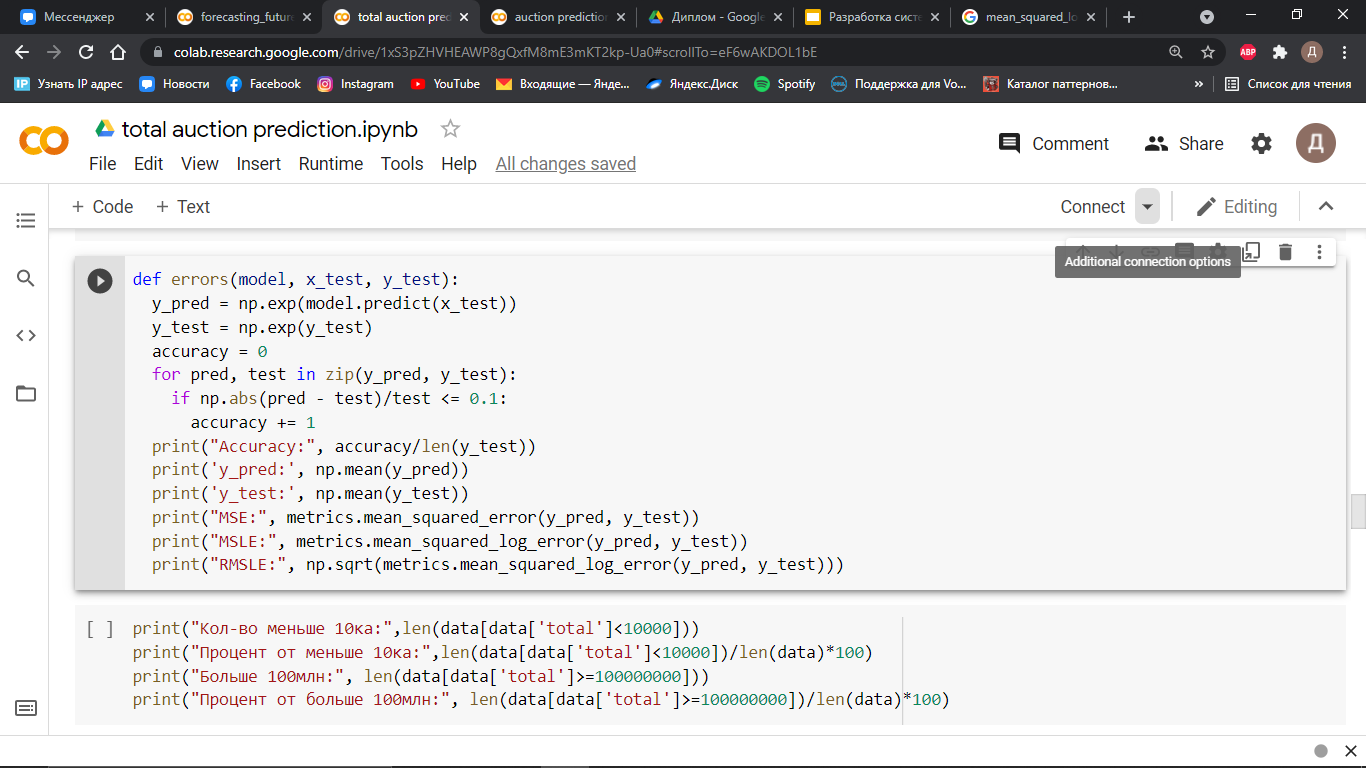 Мессенджер
forecasting_futur
total auction pred
auction prediction
Диплом - Google
Разработка систе
mean_squared_lo
colab.research.google.com/drive/1xS3pZHVHEAWP8gQxfM8mE3mKT2kp-Ua0#scrollTo=eF6wAKDOL1bE
ABP
Д
IP Узнать IP адрес
Новости
Facebook
Instagram
YouTube
Входящие — Янде...
Яндекс.Диск
Spotify
Поддержка для Vo...
Каталог паттернов...
»
Список для чтения
total auction prediction.ipynb
Comment
Share
Д
File Edit View Insert Runtime Tools Help All changes saved
+ Code + Text
Connect
Editing
Additional connection options
def errors(model, x_test, y_test):
y_pred = np.exp(model.predict(x_test))
y_test = np.exp(y_test)
accuracy = 0
for pred, test in zip(y_pred, y_test):
if np.abs(pred - test)/test <= 0.1:
accuracy += 1
print("Accuracy:", accuracy/len(y_test))
print('y_pred:', np.mean(y_pred))
print('y_test:', np.mean(y_test))
print("MSE:", metrics.mean_squared_error(y_pred, y_test))
print("MSLE:", metrics.mean_squared_log_error(y_pred, y_test))
print("RMSLE:", np.sqrt(metrics.mean_squared_log_error(y_pred, y_test)))
[ ] print("Кол-во меньше 10ка:",len(data[data['total']<10000]))
print("Процент от меньше 10ка:",len(data[data['total']<10000])/len(data)*100)
print("Больше 100млн:", len(data[data['total']>=100000000]))
print("Процент от больше 100млн:", len(data[data['total']>=100000000])/len(data)*100)